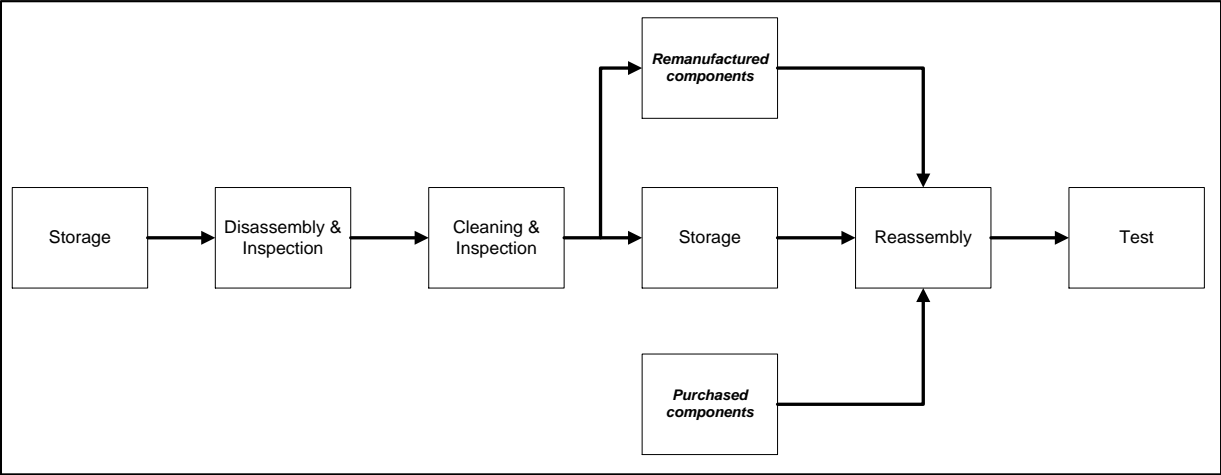 Remanufactured
components
Storage
Disassembly &
Inspection
Cleaning &
Inspection
Storage
Reassembly
Test
Purchased
components